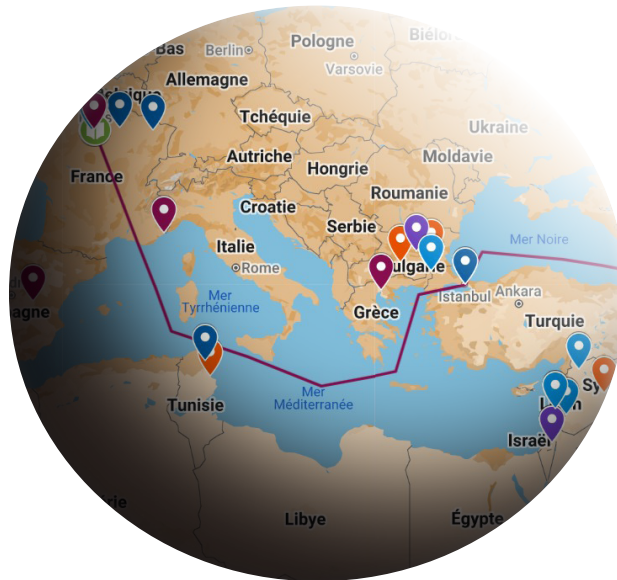 Pologne
Biélor
Bas
Berlin
Varsovie
Allemagne
Belgique
Tchéquie
Ukraine
Autriche
Moldavie
Hongrie
France
Roumanie
Croatie
Serbie
Italie
Mer Noire
Rome
Bulgarie
Mer
Tyrrhénienne
Istanbul
Ankara
agne
Grèce
Turquie
Sy
Mer
Méditerranée
Tunisie
Israël
Libye
Égypte